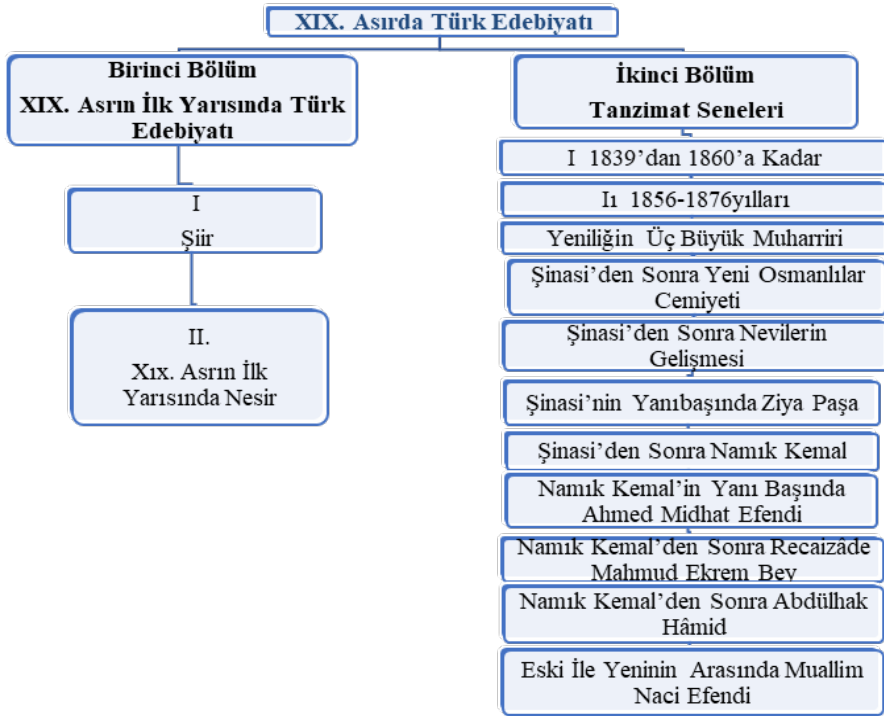 XIX. Asırda Türk Edebiyatı
Birinci Bölüm
XIX. Asrın İlk Yarısında Türk
Edebiyatı
I
Şiir
II.
Xıx. Asrın İlk
Yarısında Nesir
İkinci Bölüm
Tanzimat Seneleri
I 1839’dan 1860’a Kadar
Iı 1856-1876yılları
Yeniliğin Üç Büyük Muharriri
Şinasi’den Sonra Yeni Osmanlılar
Cemiyeti
Şinasi’den Sonra Nevilerin
Gelişmesi
Şinasi’nin Yanıbaşında Ziya Paşa
Şinasi’den Sonra Namık Kemal
Namık Kemal’in Yanı Başında
Ahmed Midhat Efendi
Namık Kemal’den Sonra Recaizâde
Mahmud Ekrem Bey
Namık Kemal’den Sonra Abdülhak
Hâmid
Eski İle Yeninin Arasında Muallim
Naci Efendi